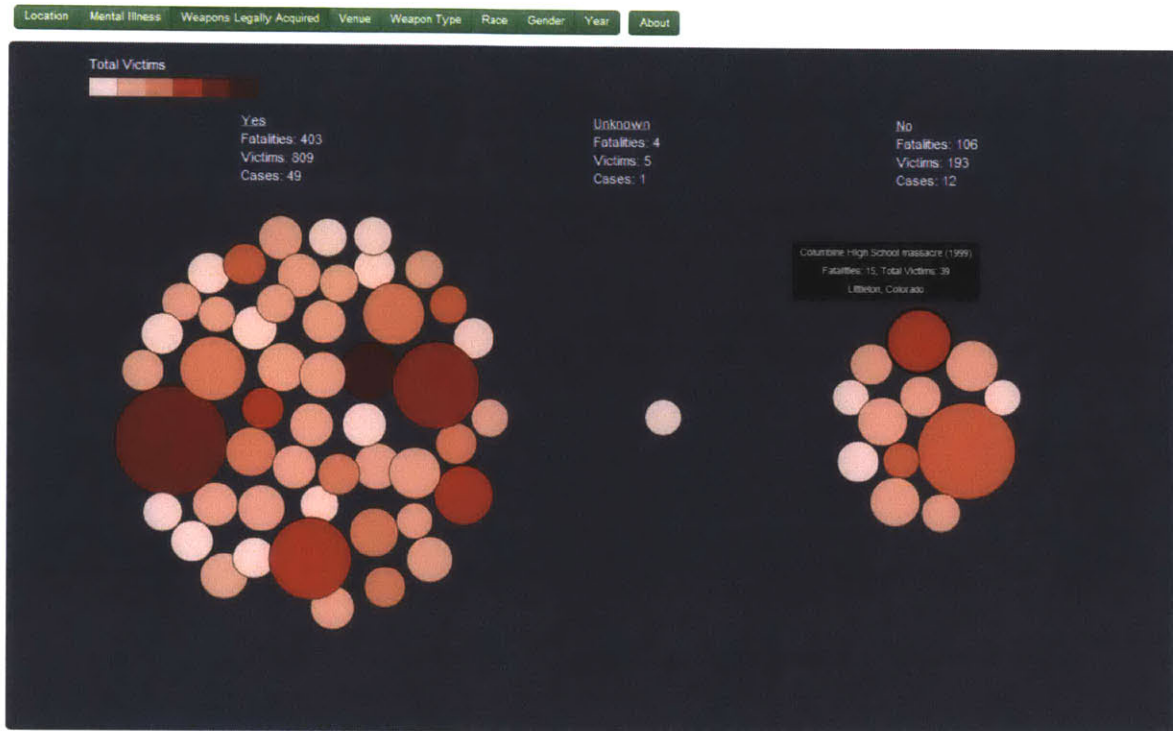 Location Mental Illness Weapons Legally Acquired Venue Weapon Type Race Gender Year About
Total Victims
Yes
Fatalities: 403
Victims: 809
Cases: 49
Unknown
Fatalities: 4
Victims: 5
Cases: 1
No
Fatalities: 106
Victims: 193
Cases: 12
Columbine High School massacre (1999)
Fatalities: 15, Total Victims: 39
Littleton, Colorado